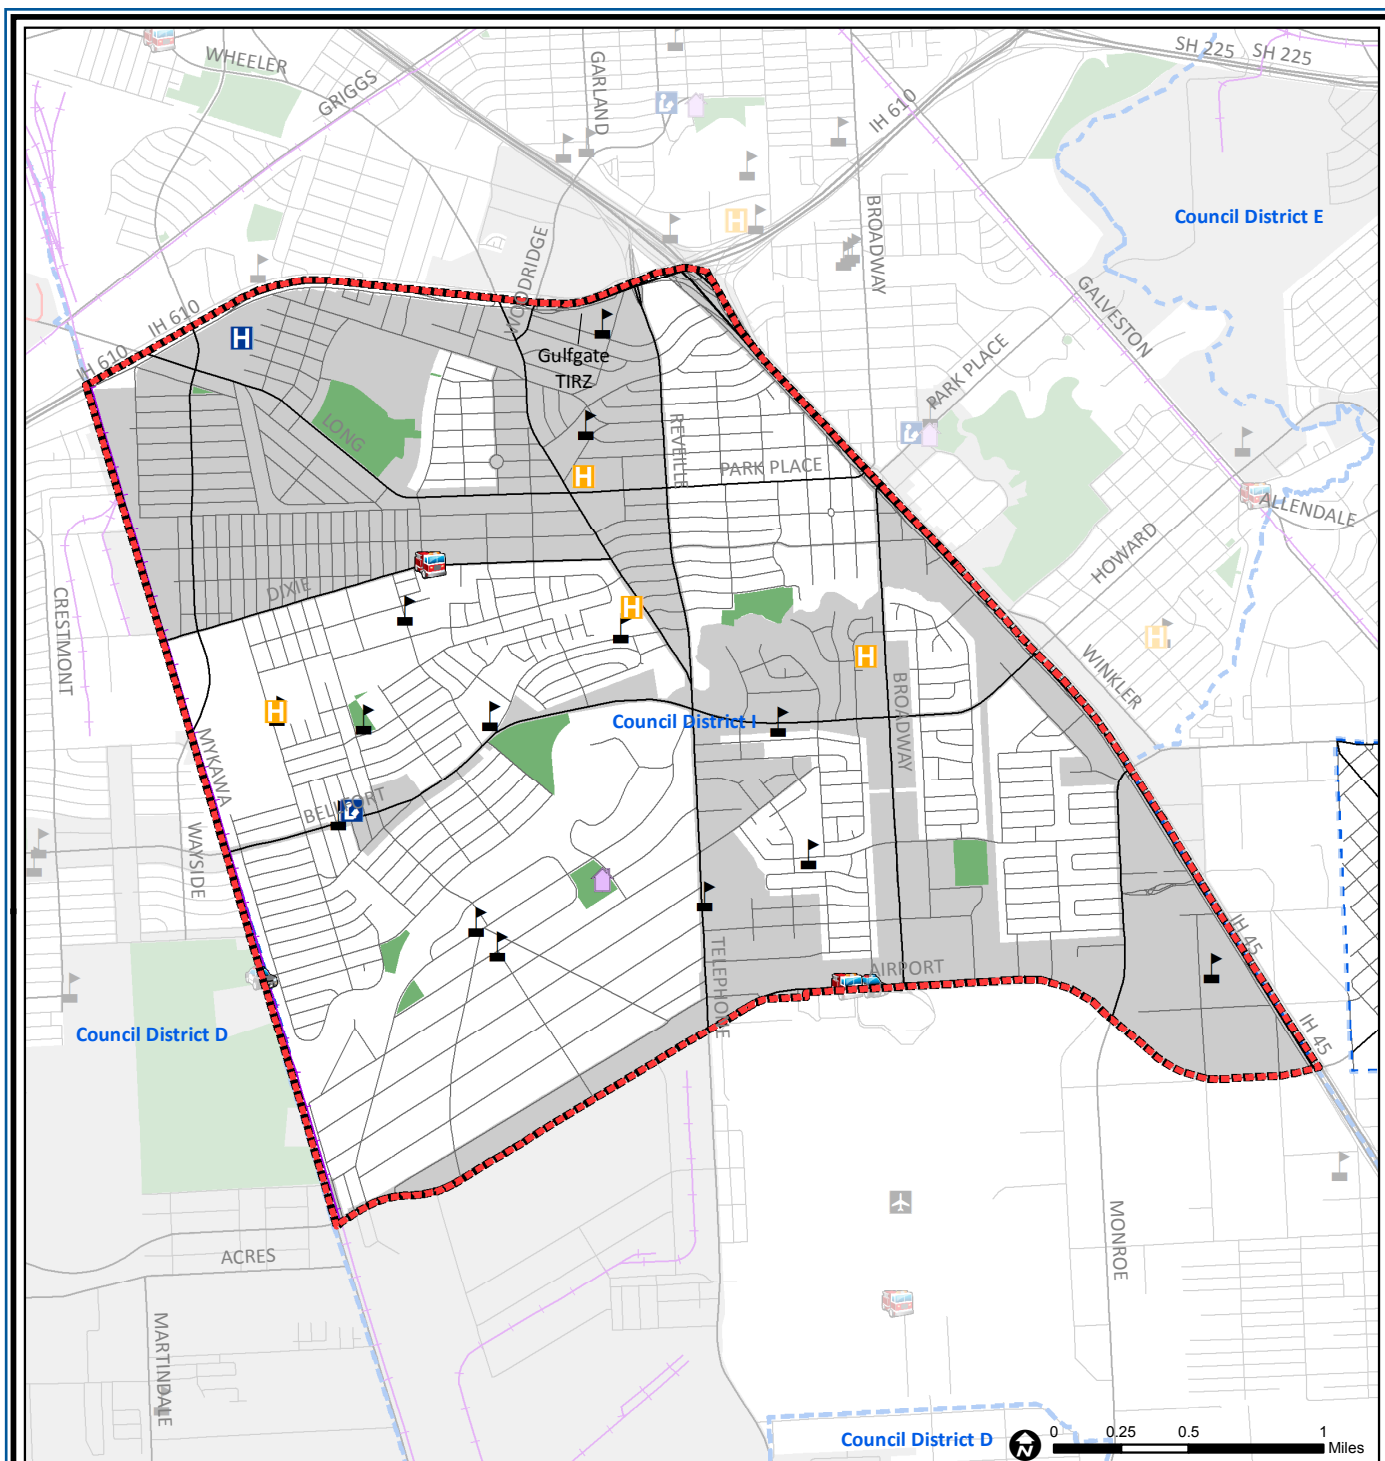 SH 225
SH 225
WHEELER
GRIGGS
GARLAND
IH 610
BROADWAY
Council District E
WOODRIDGE
GALVESTON
IH 610
IH 610
H
H
Gulfgate
TIRZ
PARK PLACE
LONG
REVEILLE
PARK PLACE
H
ALLENDALE
HOWARD
DIXIE
CRESTMONT
H
H
H
WINKLER
BROADWAY
H
Council District I
MYKAWA
BELLFORT
WAYSIDE
IH 45
TELEPHONE
AIRPORT
Council District D
IH 45
MONROE
ACRES
MARTINDALE
Council District D
N
0 0.25 0.5 1
Miles